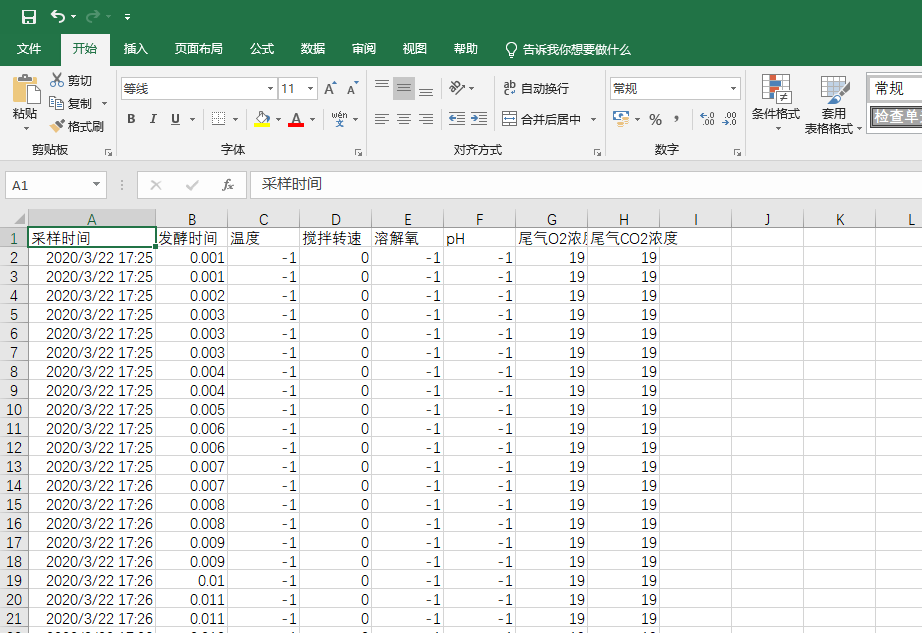 文件 开始 插入 页面布局 公式 数据 审阅 视图 帮助 告诉我你想要做什么
粘贴
剪切
复制
格式刷
剪贴板
等线 11
B I U A wén 文
字体
ab 自动换行
合并后居中
对齐方式
常规
% , .00 .0
数字
条件格式
套用
表格格式
常规
检查单
A1 fx 采样时间
A B C D E F G H I J K L
1 采样时间 发酵时间 温度 搅拌转速 溶解氧 pH 尾气O2浓 尾气CO2浓度
2 2020/3/22 17:25 0.001 -1 0 -1 -1 19 19
3 2020/3/22 17:25 0.001 -1 0 -1 -1 19 19
4 2020/3/22 17:25 0.002 -1 0 -1 -1 19 19
5 2020/3/22 17:25 0.003 -1 0 -1 -1 19 19
6 2020/3/22 17:25 0.003 -1 0 -1 -1 19 19
7 2020/3/22 17:25 0.003 -1 0 -1 -1 19 19
8 2020/3/22 17:25 0.004 -1 0 -1 -1 19 19
9 2020/3/22 17:25 0.004 -1 0 -1 -1 19 19
10 2020/3/22 17:25 0.005 -1 0 -1 -1 19 19
11 2020/3/22 17:25 0.006 -1 0 -1 -1 19 19
12 2020/3/22 17:25 0.006 -1 0 -1 -1 19 19
13 2020/3/22 17:25 0.007 -1 0 -1 -1 19 19
14 2020/3/22 17:26 0.007 -1 0 -1 -1 19 19
15 2020/3/22 17:26 0.008 -1 0 -1 -1 19 19
16 2020/3/22 17:26 0.008 -1 0 -1 -1 19 19
17 2020/3/22 17:26 0.009 -1 0 -1 -1 19 19
18 2020/3/22 17:26 0.009 -1 0 -1 -1 19 19
19 2020/3/22 17:26 0.01 -1 0 -1 -1 19 19
20 2020/3/22 17:26 0.011 -1 0 -1 -1 19 19
21 2020/3/22 17:26 0.011 -1 0 -1 -1 19 19